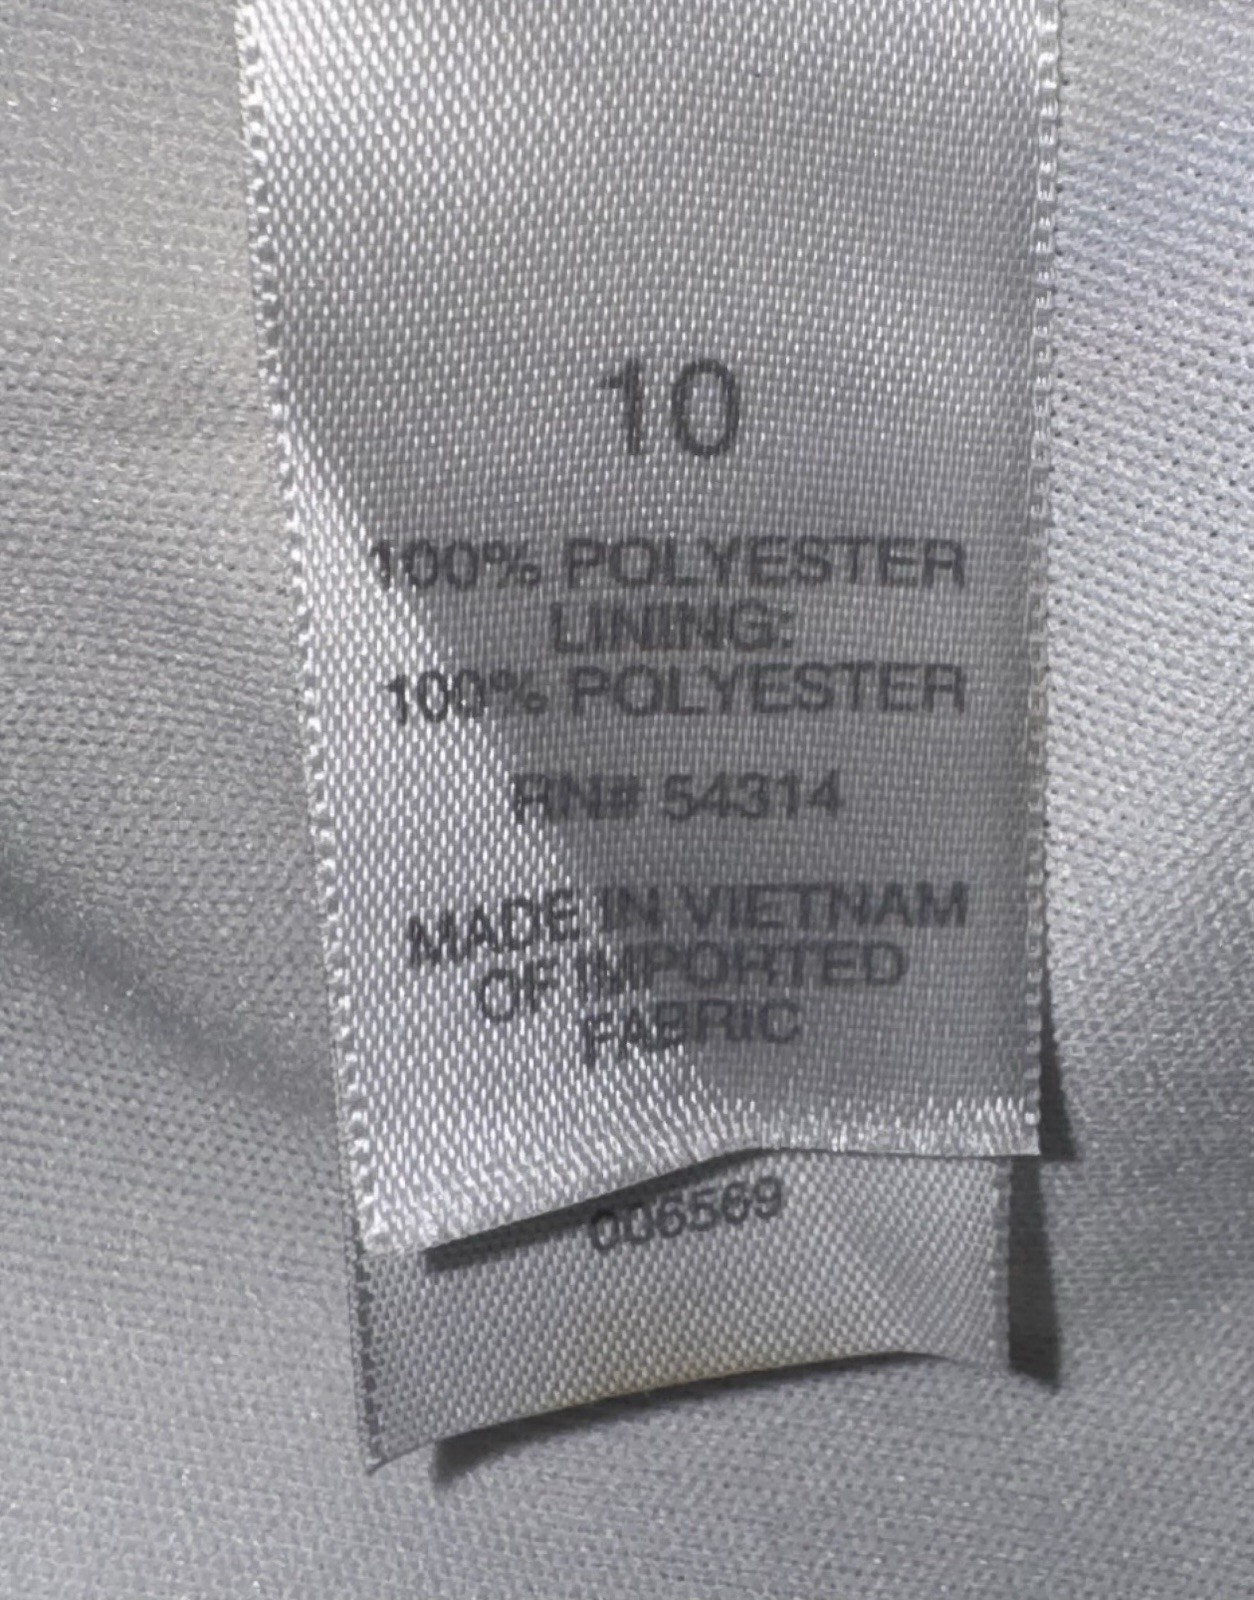 10
100% POLYESTER
LINING:
100% POLYESTER
RN# 54314
MADE IN VIETNAM
OF IMPORTED
FABRIC
006569